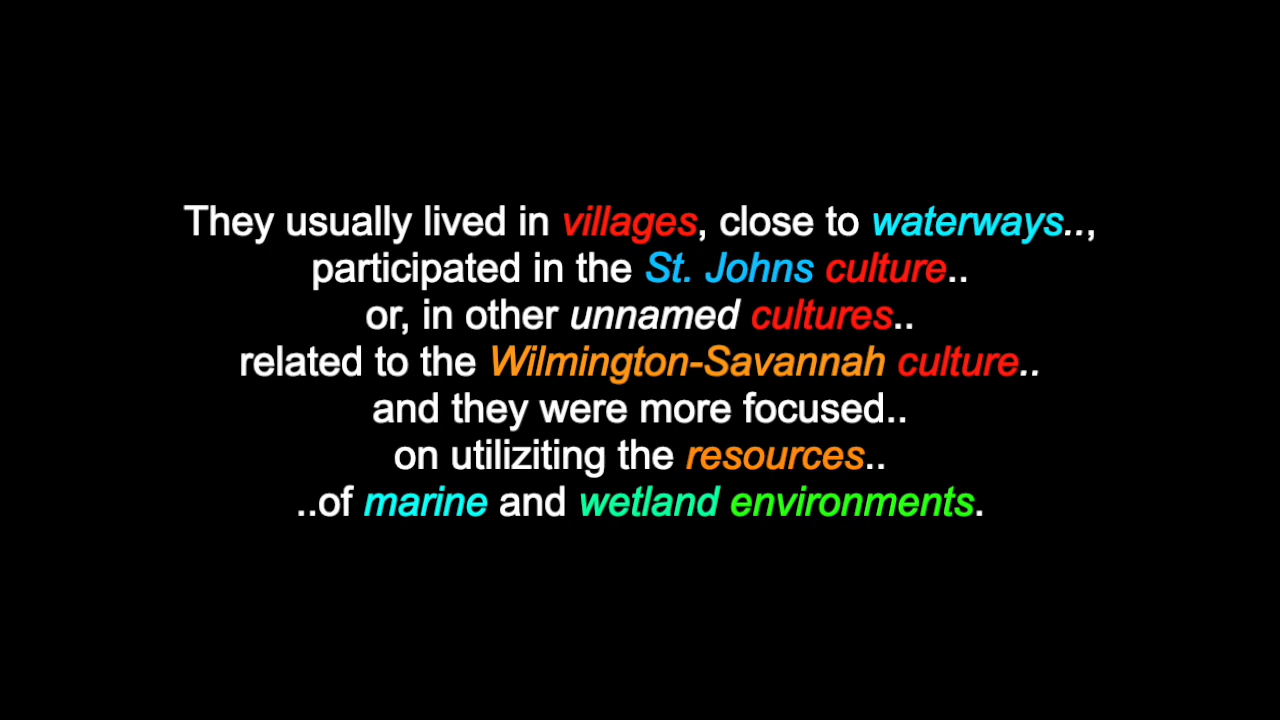 They usually lived in villages, close to waterways..,
participated in the St. Johns culture..
or, in other unnamed cultures..
related to the Wilmington-Savannah culture..
and they were more focused..
on utiliziting the resources..
..of marine and wetland environments.